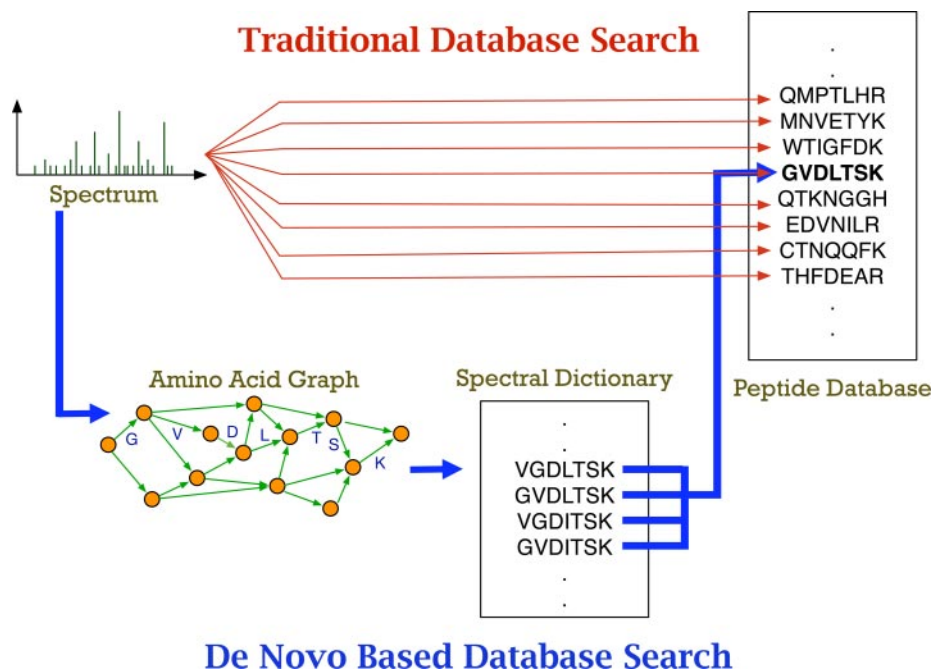 Traditional Database Search
.
.
QMPTLHR
MNVETYK
WTIGFDK
GVDLTSK
QTKNGGH
EDVNILR
CTNQQFK
THFDEAR
.
.
Spectrum
Peptide Database
Amino Acid Graph
G
V
D
L
T
S
K
Spectral Dictionary
.
.
VGDLTSK
GVDLTSK
VGDITSK
GVDITSK
.
.
De Novo Based Database Search